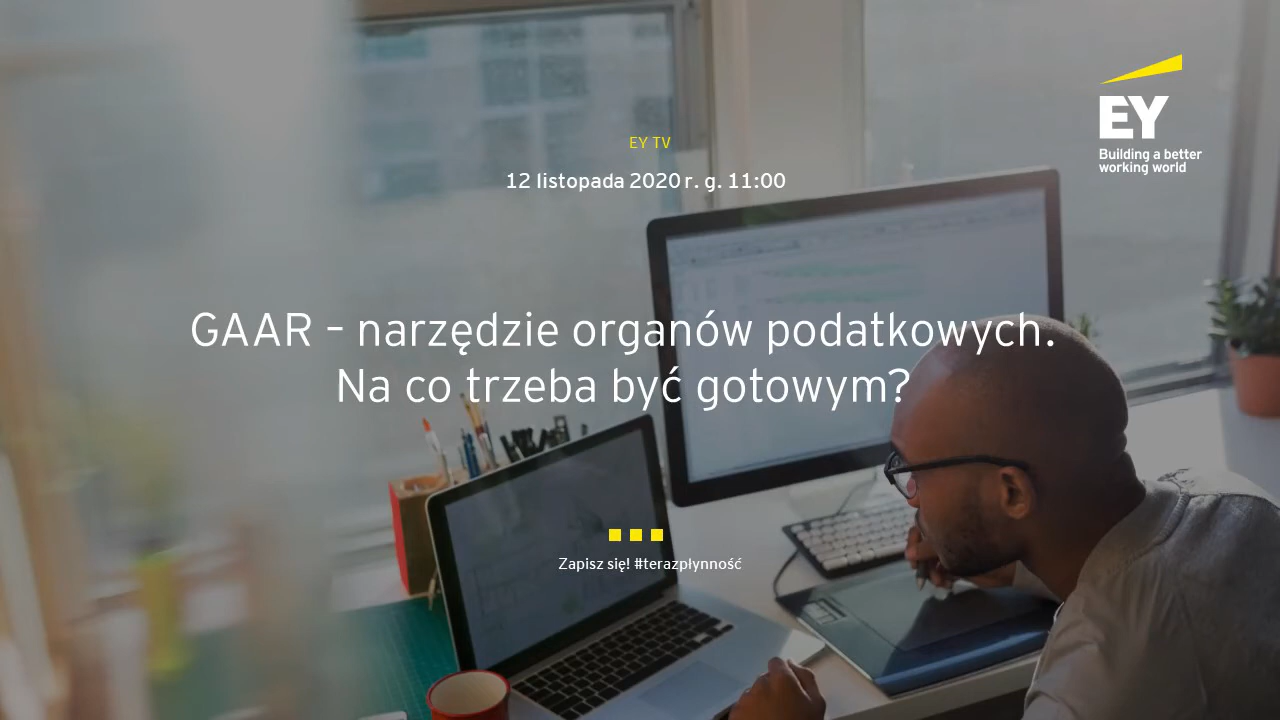 EY TV
12 listopada 2020 r. g. 11:00
EY
Building a better
working world
GAAR – narzędzie organów podatkowych.
Na co trzeba być gotowym?
Zapisz się! #terazpłynność